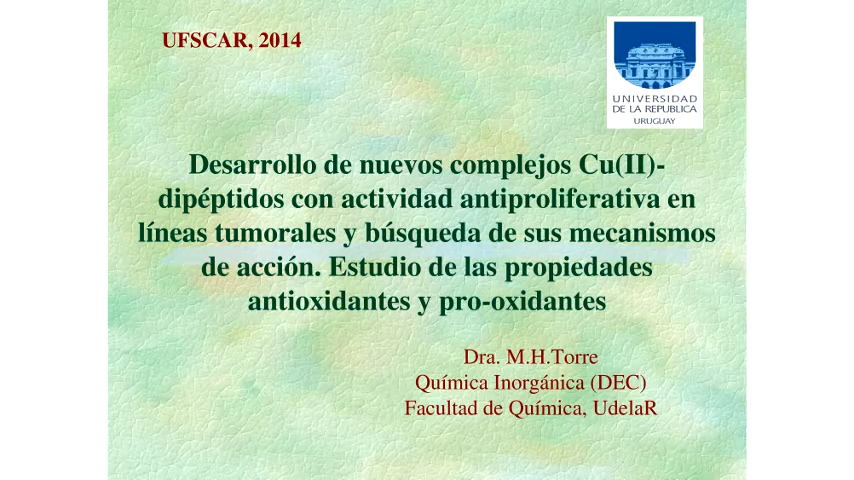 UFSCAR, 2014
UNIVERSIDAD
DE LA REPUBLICA
URUGUAY
Desarrollo de nuevos complejos Cu(II)-
dipéptidos con actividad antiproliferativa en
líneas tumorales y búsqueda de sus mecanismos
de acción. Estudio de las propiedades
antioxidantes y pro-oxidantes
Dra. M.H.Torre
Química Inorgánica (DEC)
Facultad de Química, UdelaR